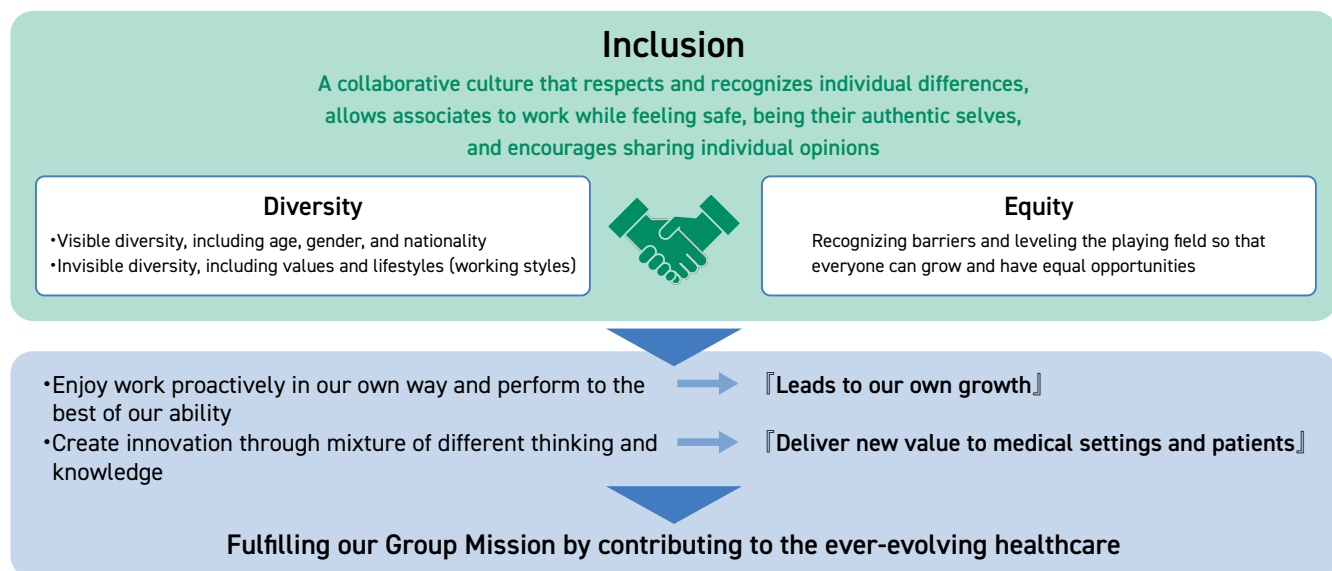 Inclusion
A collaborative culture that respects and recognizes individual differences,
allows associates to work while feeling safe, being their authentic selves,
and encourages sharing individual opinions
Diversity
・Visible diversity, including age, gender, and nationality
・Invisible diversity, including values and lifestyles (working styles)
Equity
Recognizing barriers and leveling the playing field so that
everyone can grow and have equal opportunities
・Enjoy work proactively in our own way and perform to the
best of our ability
『Leads to our own growth』
・Create innovation through mixture of different thinking and
knowledge
『Deliver new value to medical settings and patients』
Fulfilling our Group Mission by contributing to the ever-evolving healthcare